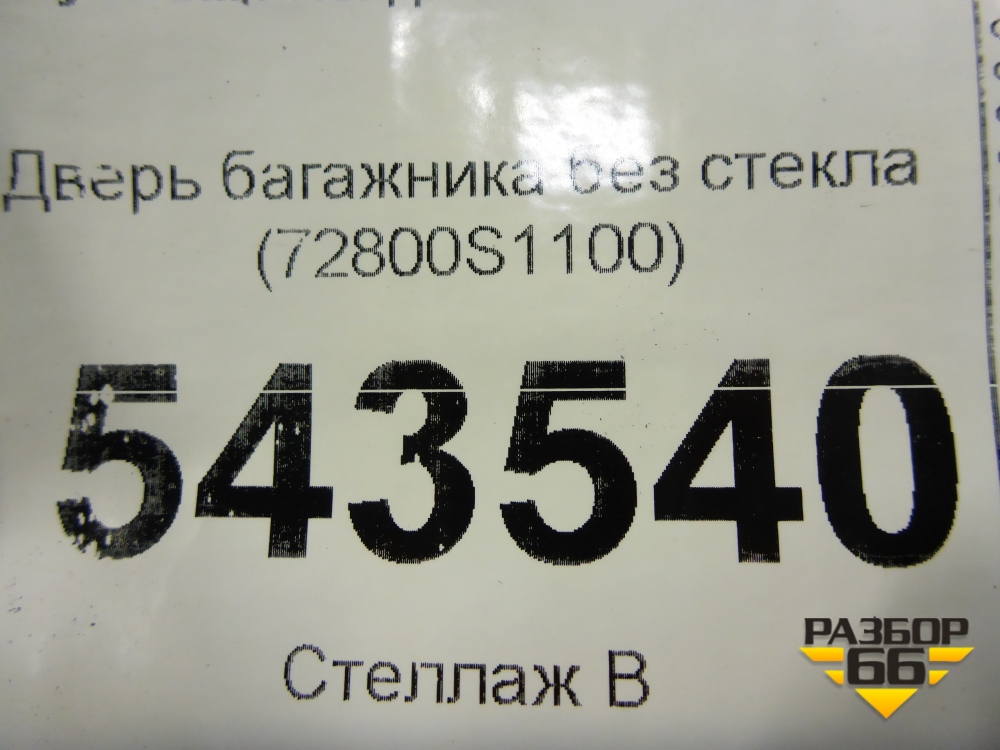 Дверь багажника без стекла
(72800S1100)
543540
Стеллаж В
РАЗБОР
66